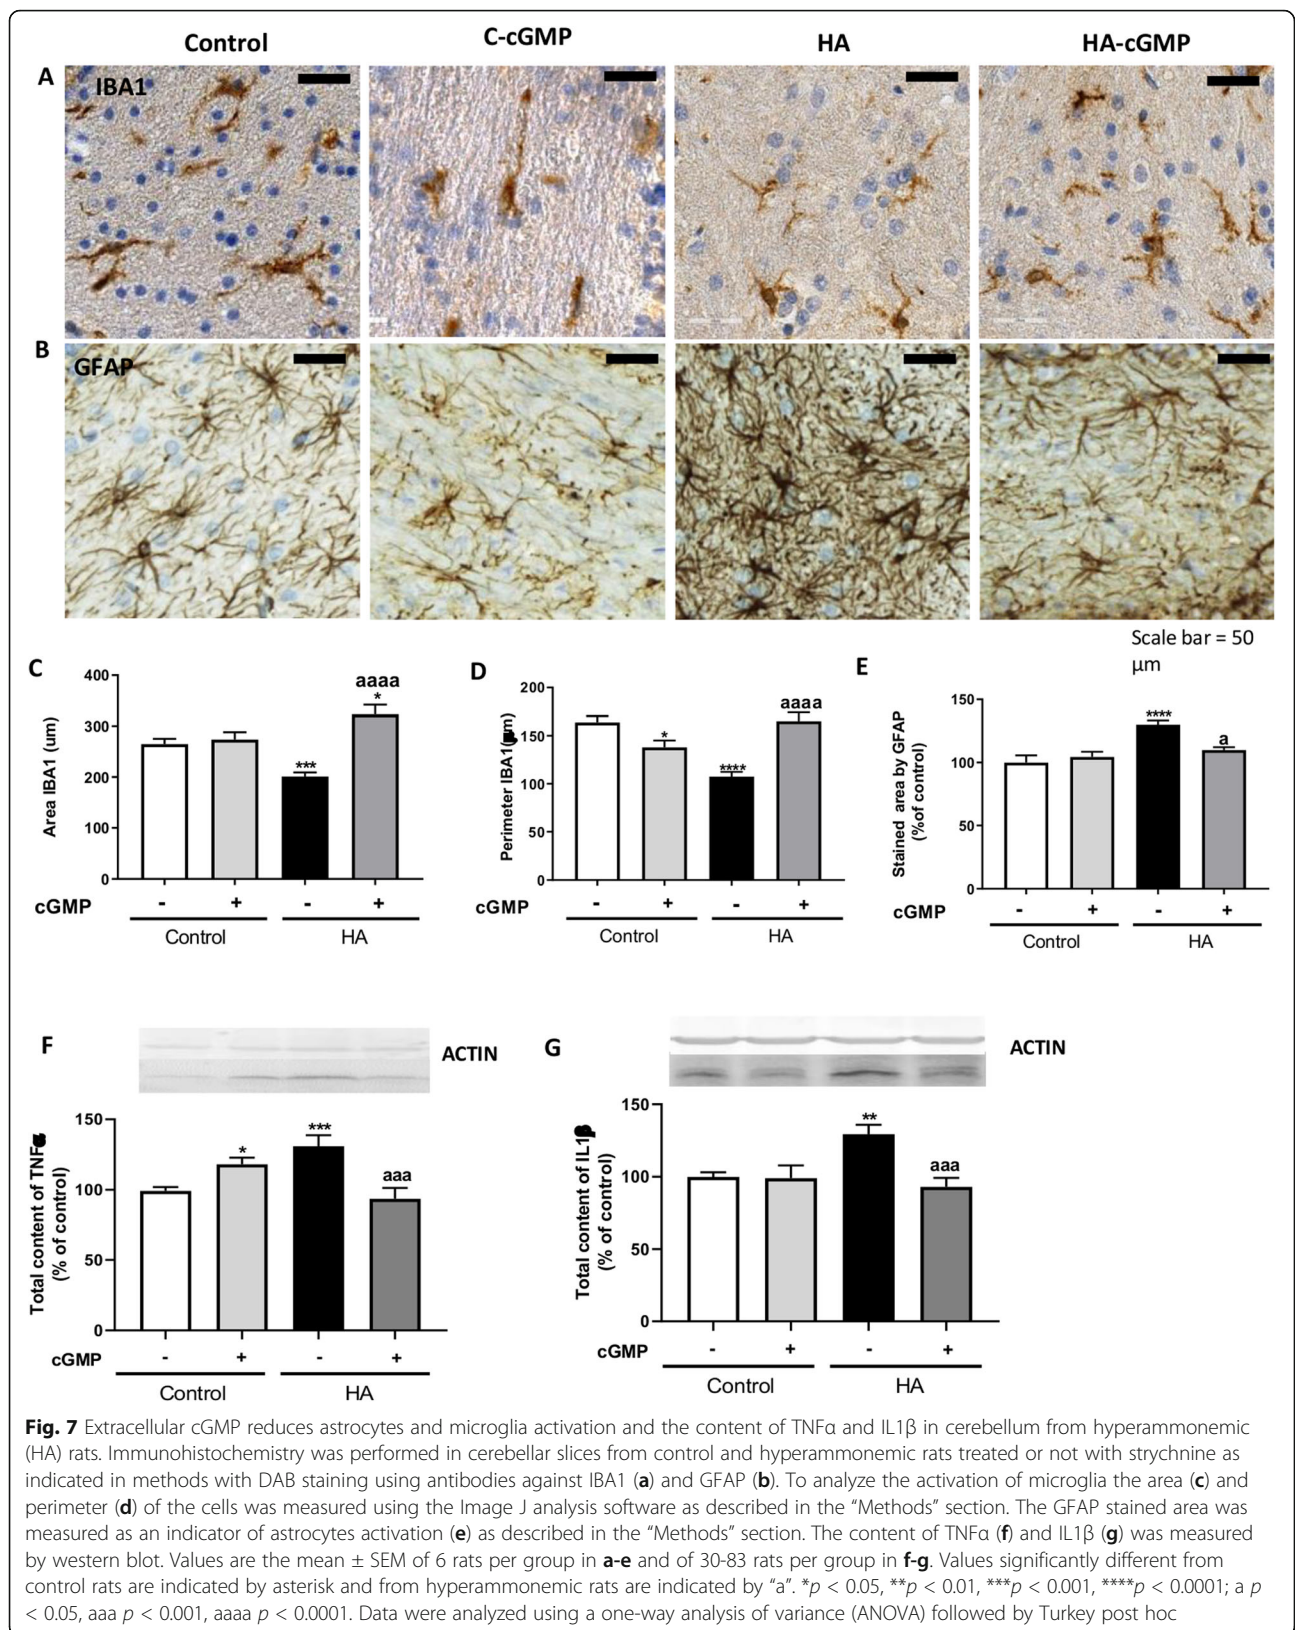 Control C-cGMP HA HA-cGMP
A IBA1
B GFAP
Scale bar = 50
µm
C
Area IBA1 (um)
400
300
200
100
0
***
aaaa
*
cGMP - + - +
Control HA
D
Perimeter IBA1(µm)
200
150
100
50
0
*
****
aaaa
cGMP - + - +
Control HA
E
Stained area by GFAP
(%of control)
150
100
50
0
****
a
cGMP - + - +
Control HA
F
ACTIN
Total content of TNFα
(% of control)
150
100
50
0
*
***
aaa
cGMP - + - +
Control HA
G
ACTIN
Total content of IL1β
(% of control)
150
100
50
0
**
aaa
cGMP - + - +
Control HA
Fig. 7 Extracellular cGMP reduces astrocytes and microglia activation and the content of TNFα and IL1β in cerebellum from hyperammonemic
(HA) rats. Immunohistochemistry was performed in cerebellar slices from control and hyperammonemic rats treated or not with strychnine as
indicated in methods with DAB staining using antibodies against IBA1 (a) and GFAP (b). To analyze the activation of microglia the area (c) and
perimeter (d) of the cells was measured using the Image J analysis software as described in the “Methods” section. The GFAP stained area was
measured as an indicator of astrocytes activation (e) as described in the “Methods” section. The content of TNFα (f) and IL1β (g) was measured
by western blot. Values are the mean ± SEM of 6 rats per group in a-e and of 30-83 rats per group in f-g. Values significantly different from
control rats are indicated by asterisk and from hyperammonemic rats are indicated by “a”. *p < 0.05, **p < 0.01, ***p < 0.001, ****p < 0.0001; a p
< 0.05, aaa p < 0.001, aaaa p < 0.0001. Data were analyzed using a one-way analysis of variance (ANOVA) followed by Turkey post hoc